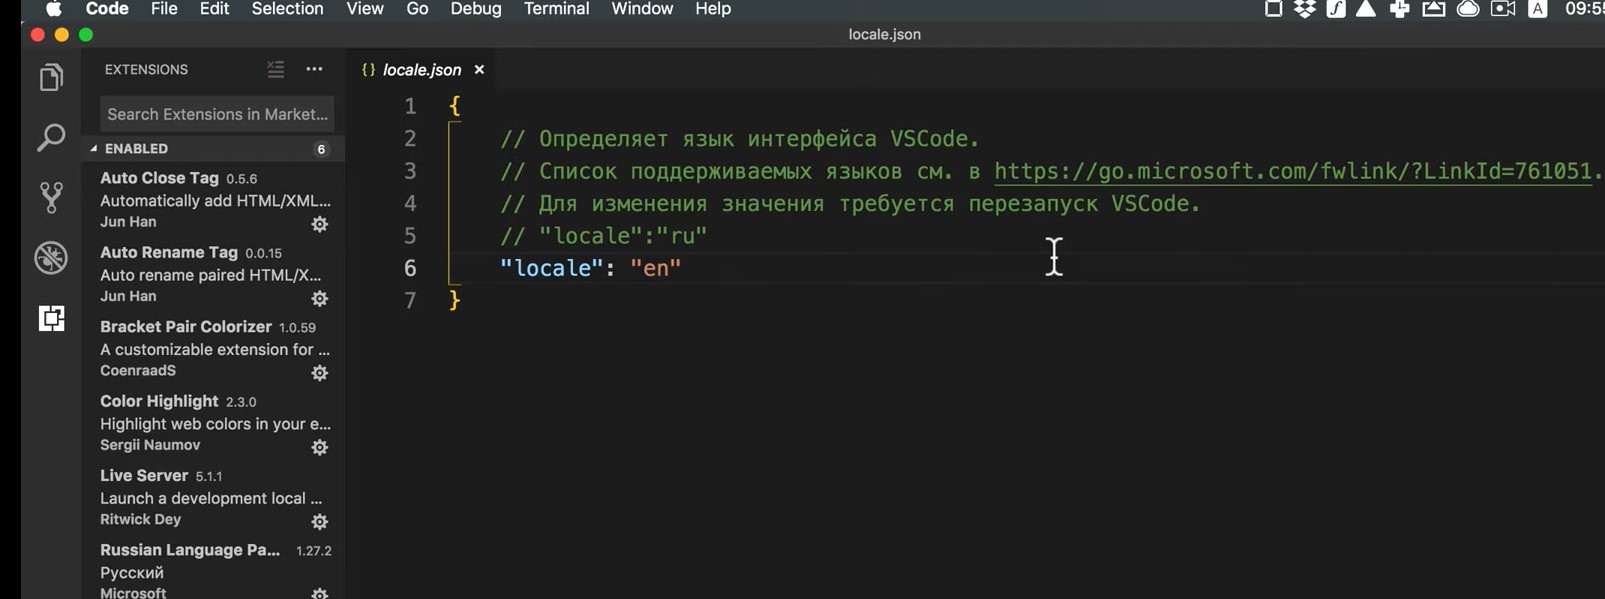 Code File Edit Selection View Go Debug Terminal Window Help A
locale.json
EXTENSIONS
Search Extensions in Market...
ENABLED 6
Auto Close Tag 0.5.6
Automatically add HTML/XML...
Jun Han
Auto Rename Tag 0.0.15
Auto rename paired HTML/X...
Jun Han
Bracket Pair Colorizer 1.0.59
A customizable extension for ...
CoenraadS
Color Highlight 2.3.0
Highlight web colors in your e...
Sergii Naumov
Live Server 5.1.1
Launch a development local ...
Ritwick Dey
Russian Language Pa... 1.27.2
Русский
Microsoft
{} locale.json ×
1 {
2 // Определяет язык интерфейса VSCode.
3 // Список поддерживаемых языков см. в https://go.microsoft.com/fwlink/?LinkId=761051.
4 // Для изменения значения требуется перезапуск VSCode.
5 // "locale":"ru"
6 "locale": "en"
7 }